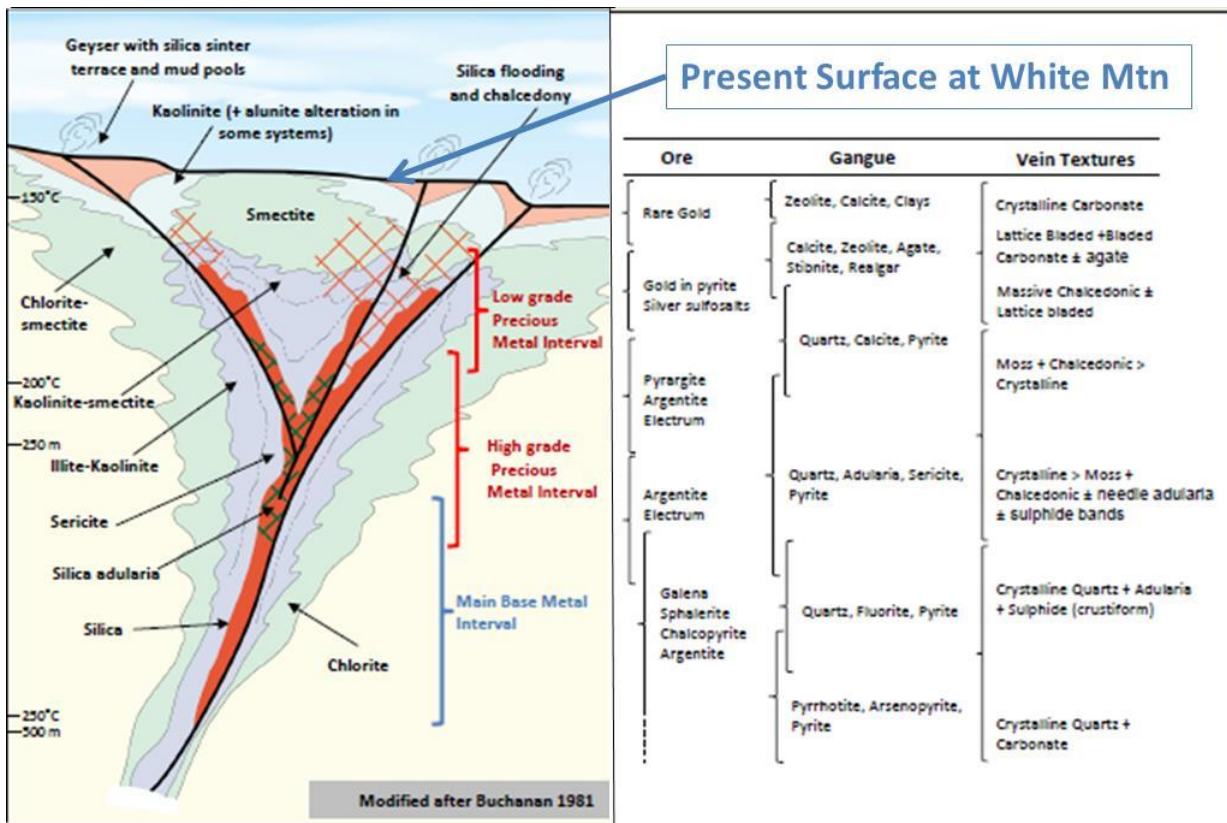 Geyser with silica sinter
terrace and mud pools
Kaolinite (+ alunite alteration in
some systems)
Silica flooding
and chalcedony
Present Surface at White Mtn
150°C
Smectite
Chlorite-
smectite
Low grade
Precious
Metal Interval
200°C
Kaolinite-smectite
250 m
Illite-Kaolinite
High grade
Precious
Metal Interval
Sericite
Silica adularia
Main Base Metal
Interval
Silica
Chlorite
250°C
500 m
Modified after Buchanan 1981
Ore
Gangue
Vein Textures
Rare Gold
Gold in pyrite
Silver sulfosalts
Pyrargite
Argentite
Electrum
Argentite
Electrum
Galena
Sphalerite
Chalcopyrite
Argentite
Zeolite, Calcite, Clays
Calcite, Zeolite, Agate,
Stibnite, Realgar
Quartz, Calcite, Pyrite
Quartz, Adularia, Sericite,
Pyrite
Quartz, Fluorite, Pyrite
Pyrrhotite, Arsenopyrite,
Pyrite
Crystalline Carbonate
Lattice Bladed +Bladed
Carbonate ± agate
Massive Chalcedonic ±
Lattice bladed
Moss + Chalcedonic >
Crystalline
Crystalline > Moss +
Chalcedonic ± needle adularia
± sulphide bands
Crystalline Quartz + Adularia
+ Sulphide (crustiform)
Crystalline Quartz +
Carbonate